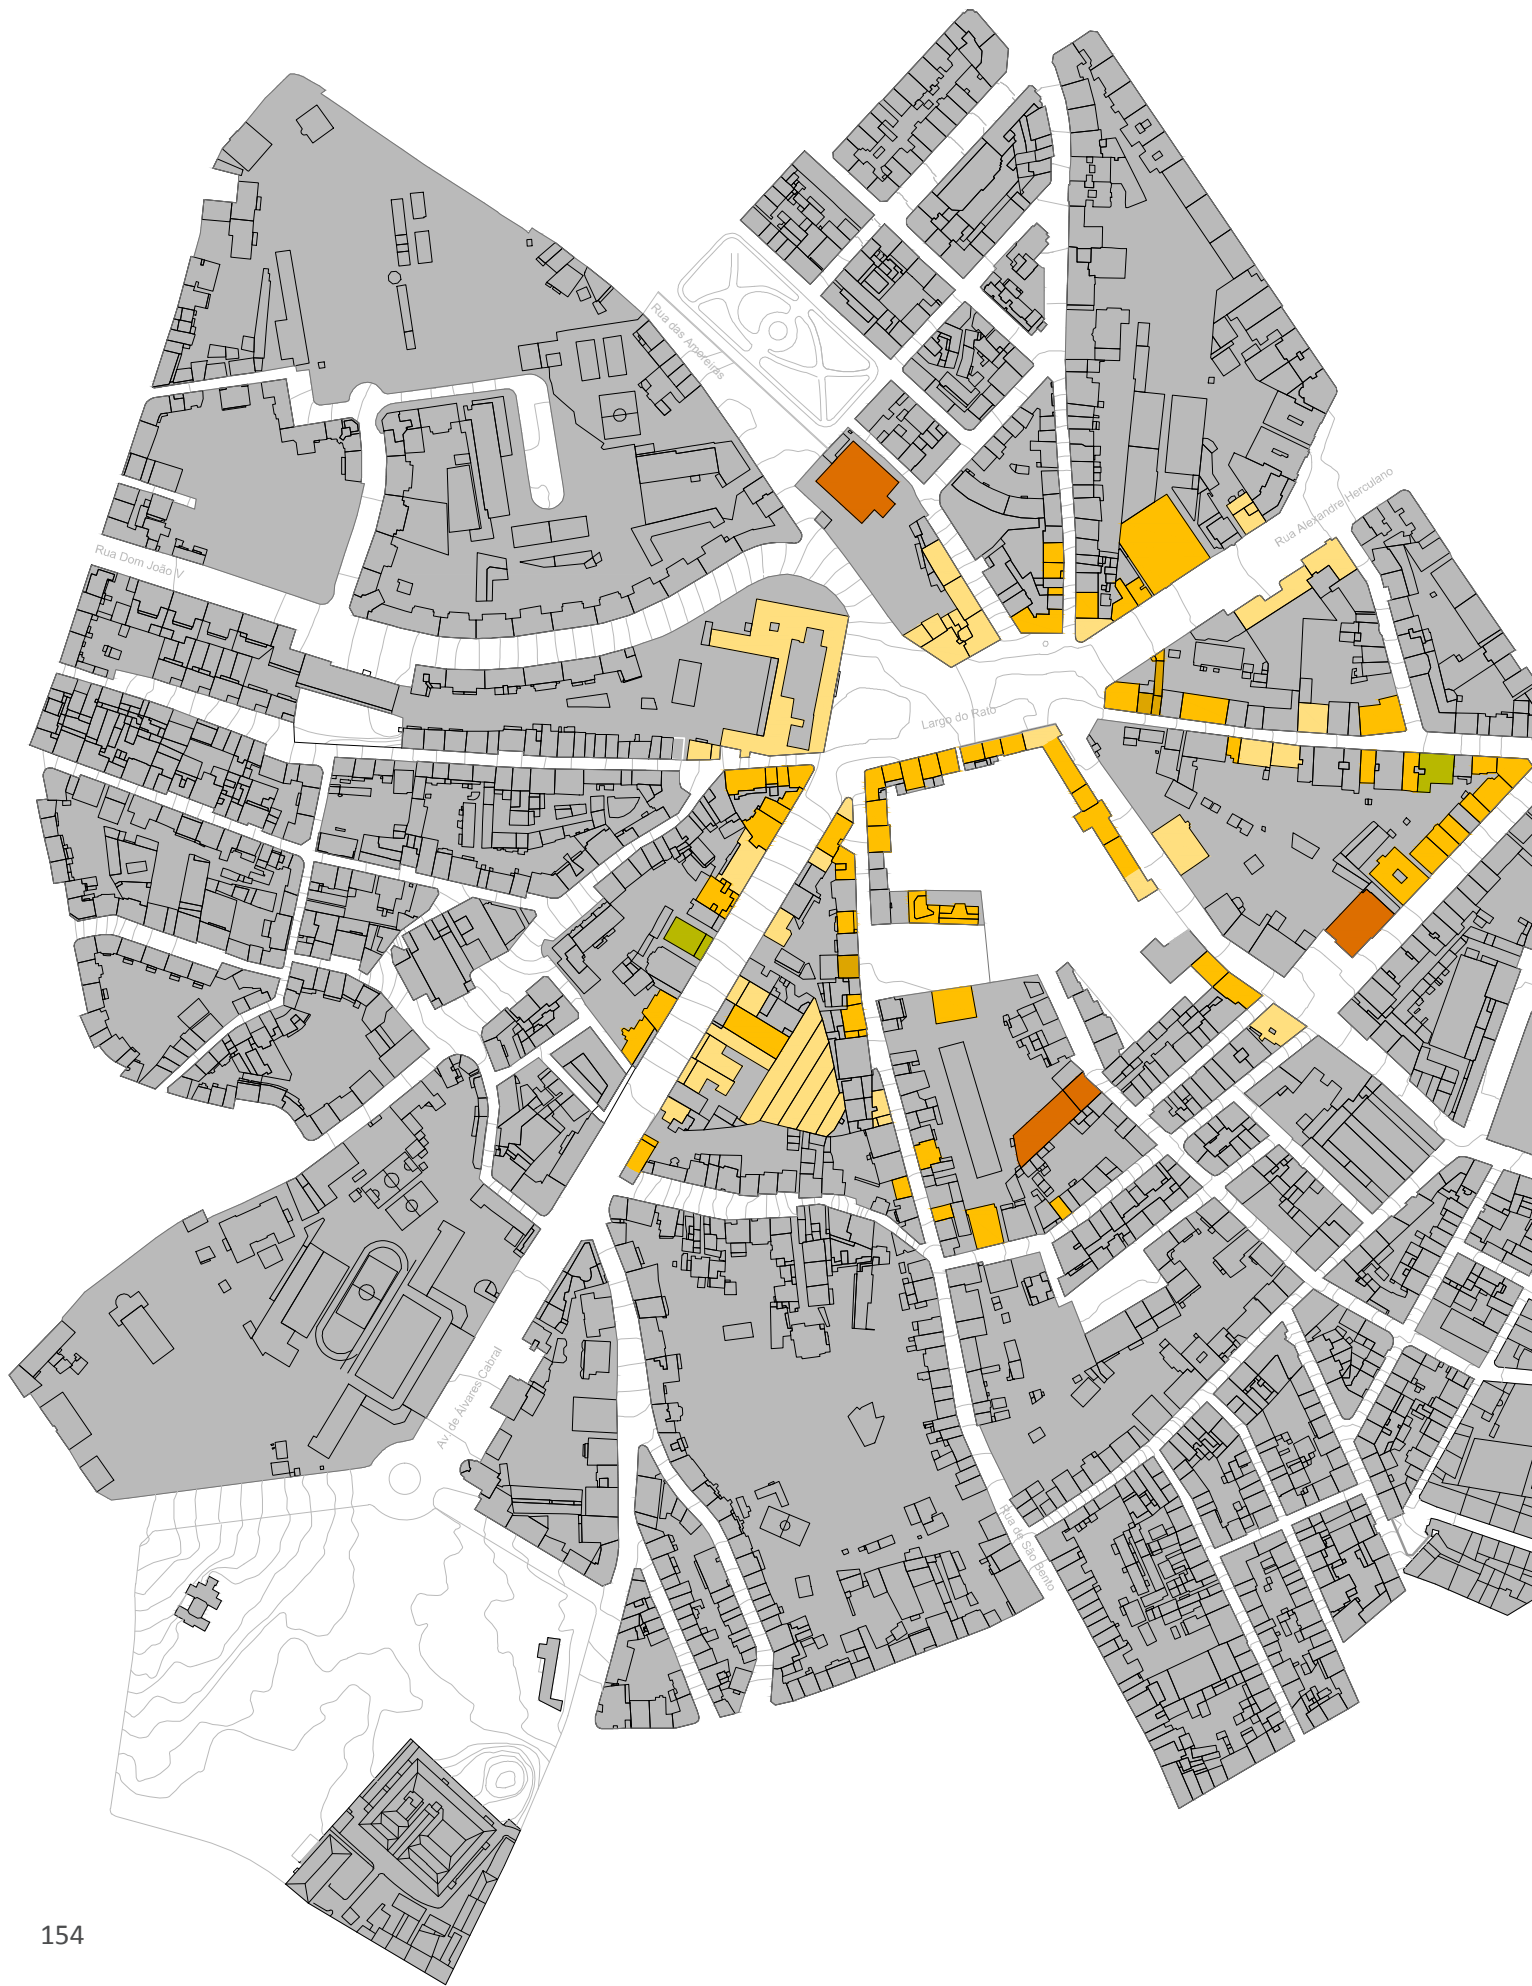 Rua das Amoreiras
Rua Alexandre Herculano
Rua Dom João V
Largo do Rato
Av. de Álvares Cabral
Rua de São Bento
154